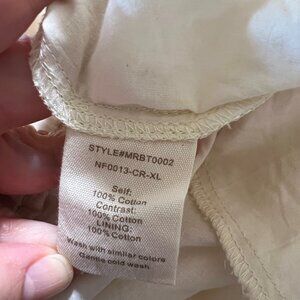 STYLE#MRBT0002
NF0013-CR-XL
Self:
100% Cotton
Contrast:
100% Cotton
LINING:
100% Cotton
Wash with similar colors
Gentle cold wash